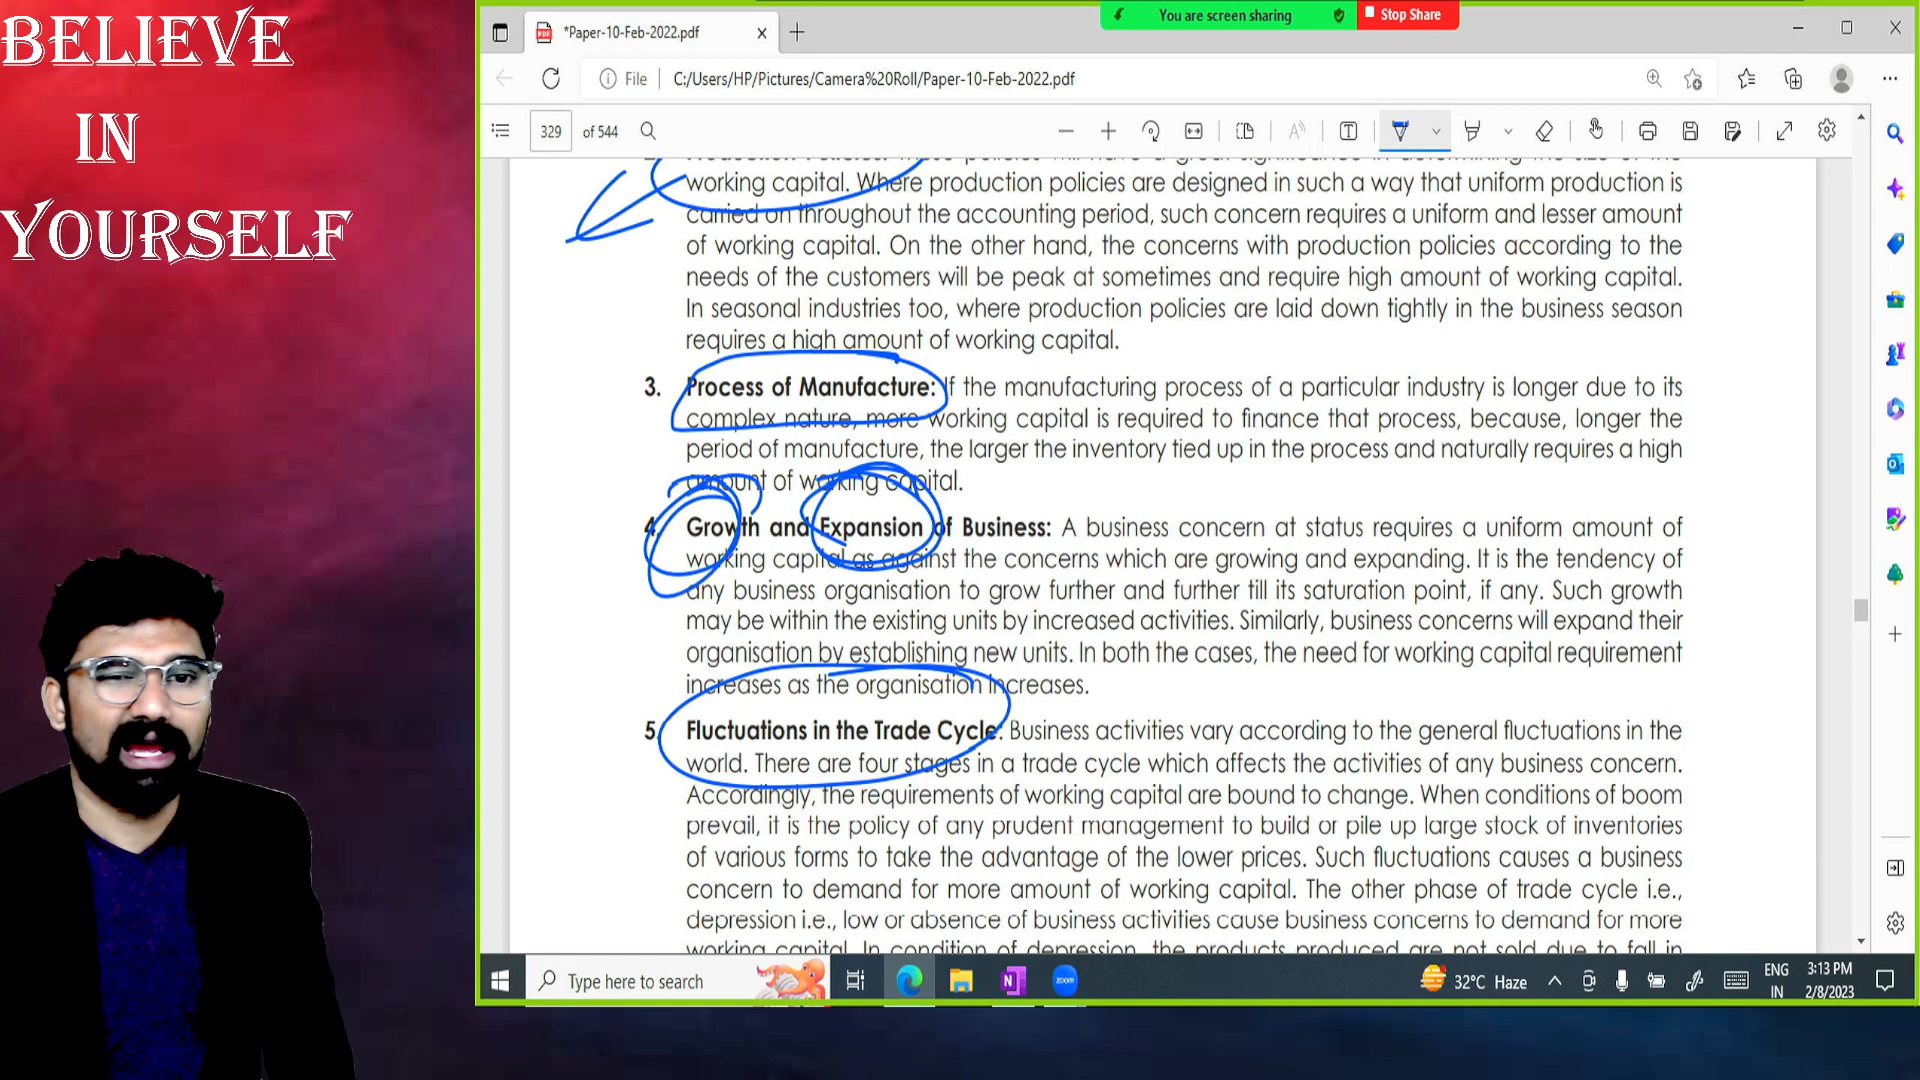 BELIEVE
IN
YOURSELF
You are screen sharing
Stop Share
*Paper-10-Feb-2022.pdf
File
C:/Users/HP/Pictures/Camera%20Roll/Paper-10-Feb-2022.pdf
329 of 544
working capital. Where production policies are designed in such a way that uniform production is
carried on throughout the accounting period, such concern requires a uniform and lesser amount
of working capital. On the other hand, the concerns with production policies according to the
needs of the customers will be peak at sometimes and require high amount of working capital.
In seasonal industries too, where production policies are laid down tightly in the business season
requires a high amount of working capital.
3. Process of Manufacture: If the manufacturing process of a particular industry is longer due to its
complex nature, more working capital is required to finance that process, because, longer the
period of manufacture, the larger the inventory tied up in the process and naturally requires a high
amount of working capital.
4. Growth and Expansion of Business: A business concern at status requires a uniform amount of
working capital as against the concerns which are growing and expanding. It is the tendency of
any business organisation to grow further and further till its saturation point, if any. Such growth
may be within the existing units by increased activities. Similarly, business concerns will expand their
organisation by establishing new units. In both the cases, the need for working capital requirement
increases as the organisation increases.
5. Fluctuations in the Trade Cycle: Business activities vary according to the general fluctuations in the
world. There are four stages in a trade cycle which affects the activities of any business concern.
Accordingly, the requirements of working capital are bound to change. When conditions of boom
prevail, it is the policy of any prudent management to build or pile up large stock of inventories
of various forms to take the advantage of the lower prices. Such fluctuations causes a business
concern to demand for more amount of working capital. The other phase of trade cycle i.e.,
depression i.e., low or absence of business activities cause business concerns to demand for more
working capital. In condition of depression, the products produced are not sold due to fall in
Type here to search
zoom
32°C Haze
ENG
IN
3:13 PM
2/8/2023